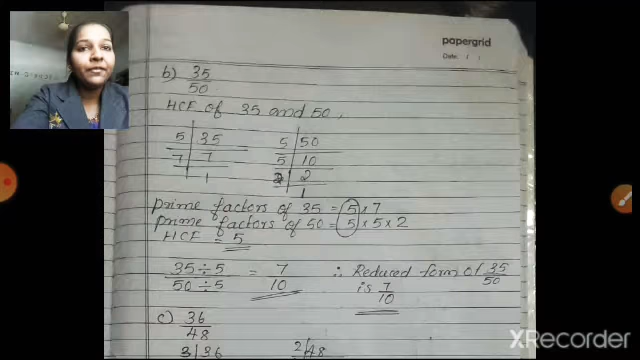 papergrid
Date: ( )
b) 35
50
HCF of 35 and 50,
5 35 5 50
7 7 5 10
1 2 2
1
prime factors of 35 = 5 × 7
prime factors of 50 = 5 × 5 × 2
HCF = 5
35 ÷ 5 = 7 ∴ Reduced form of 35
50 ÷ 5 10 50
is 7
10
c) 36
48
3 36 2 48
XRECORDER